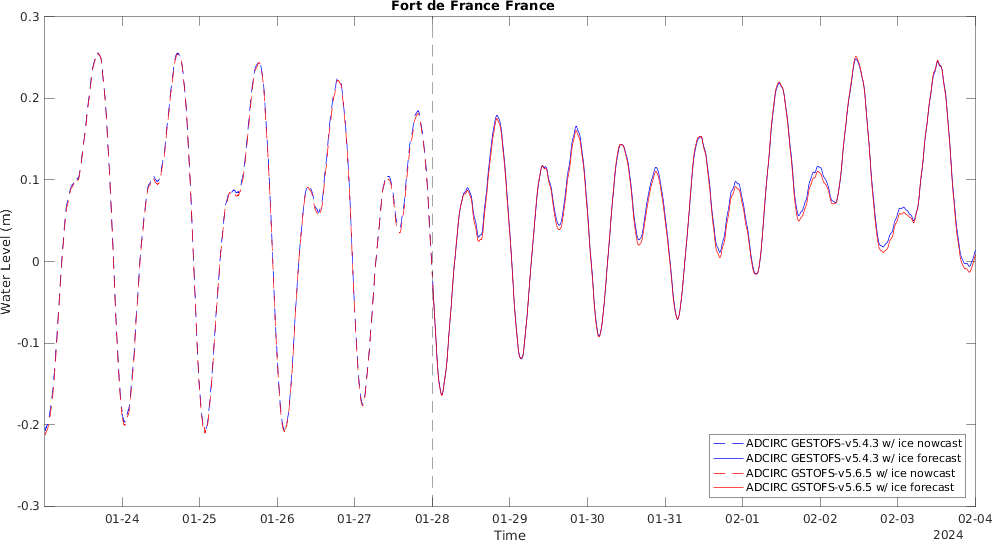 Fort de France France
0.3
0.2
0.1
0
-0.1
-0.2
-0.3
Water Level (m)
01-24
01-25
01-26
01-27
01-28
01-29
01-30
01-31
02-01
02-02
02-03
02-04
Time
2024
ADCIRC GESTOFS-v5.4.3 w/ ice nowcast
ADCIRC GESTOFS-v5.4.3 w/ ice forecast
ADCIRC GSTOFS-v5.6.5 w/ ice nowcast
ADCIRC GSTOFS-v5.6.5 w/ ice forecast